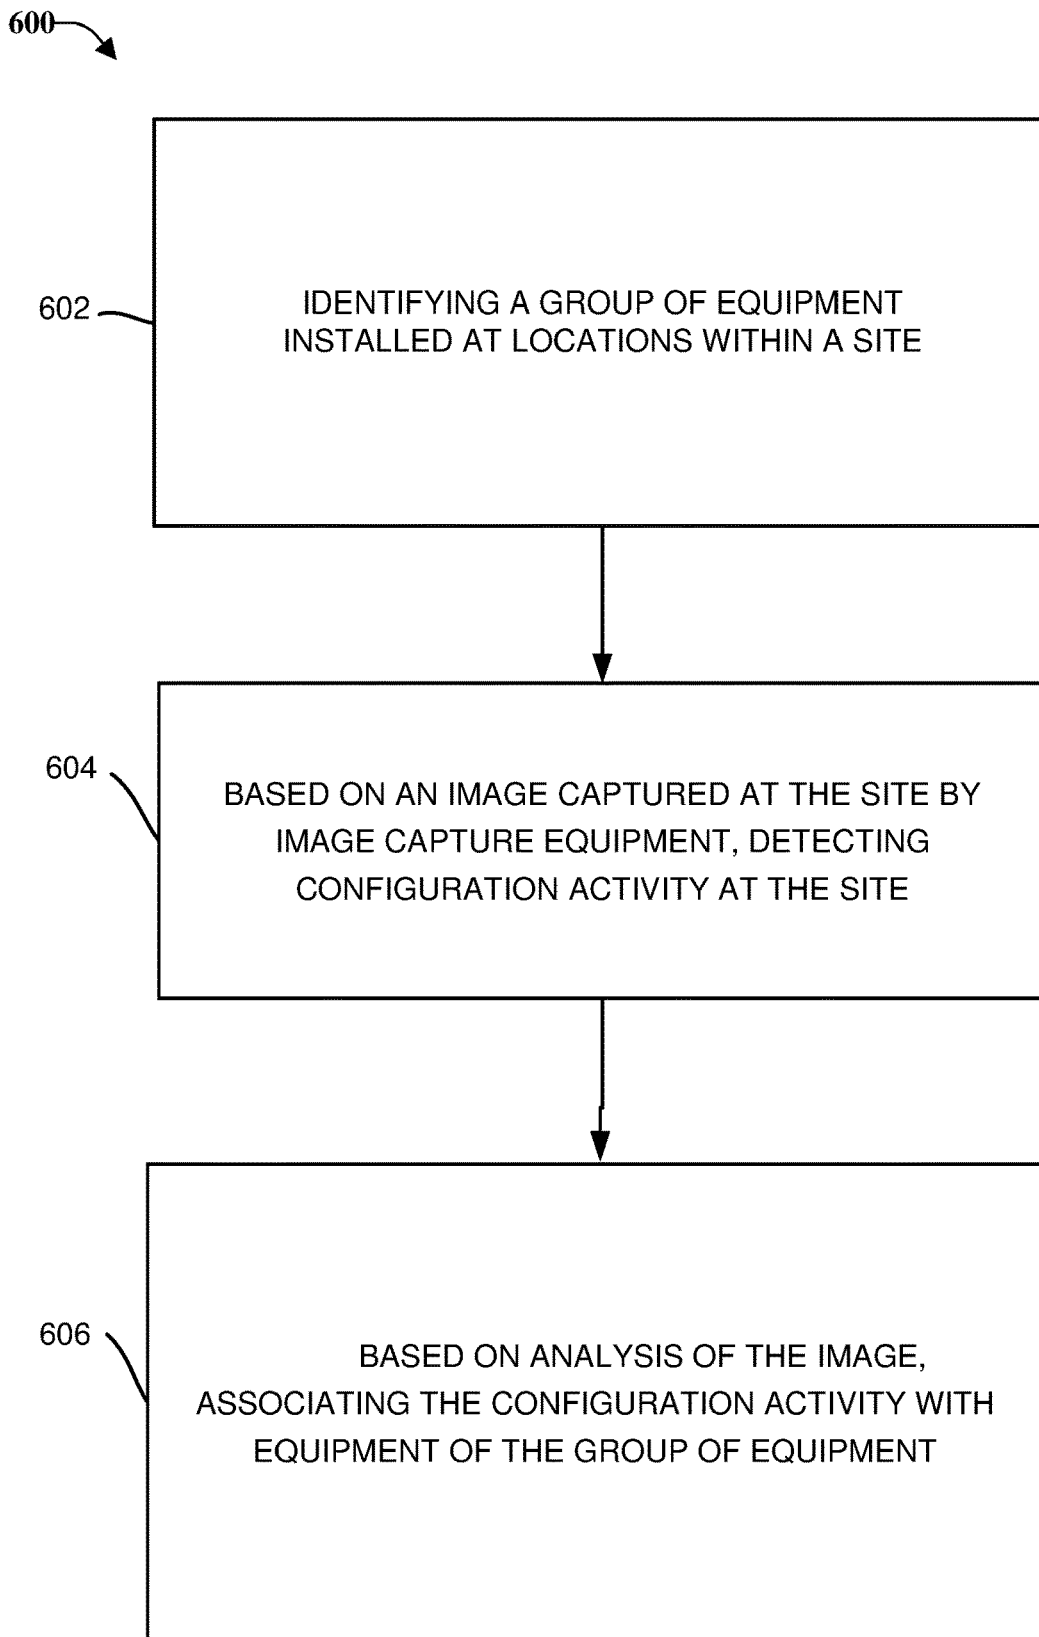 600
602
IDENTIFYING A GROUP OF EQUIPMENT
INSTALLED AT LOCATIONS WITHIN A SITE
604
BASED ON AN IMAGE CAPTURED AT THE SITE BY
IMAGE CAPTURE EQUIPMENT, DETECTING
CONFIGURATION ACTIVITY AT THE SITE
606
BASED ON ANALYSIS OF THE IMAGE,
ASSOCIATING THE CONFIGURATION ACTIVITY WITH
EQUIPMENT OF THE GROUP OF EQUIPMENT